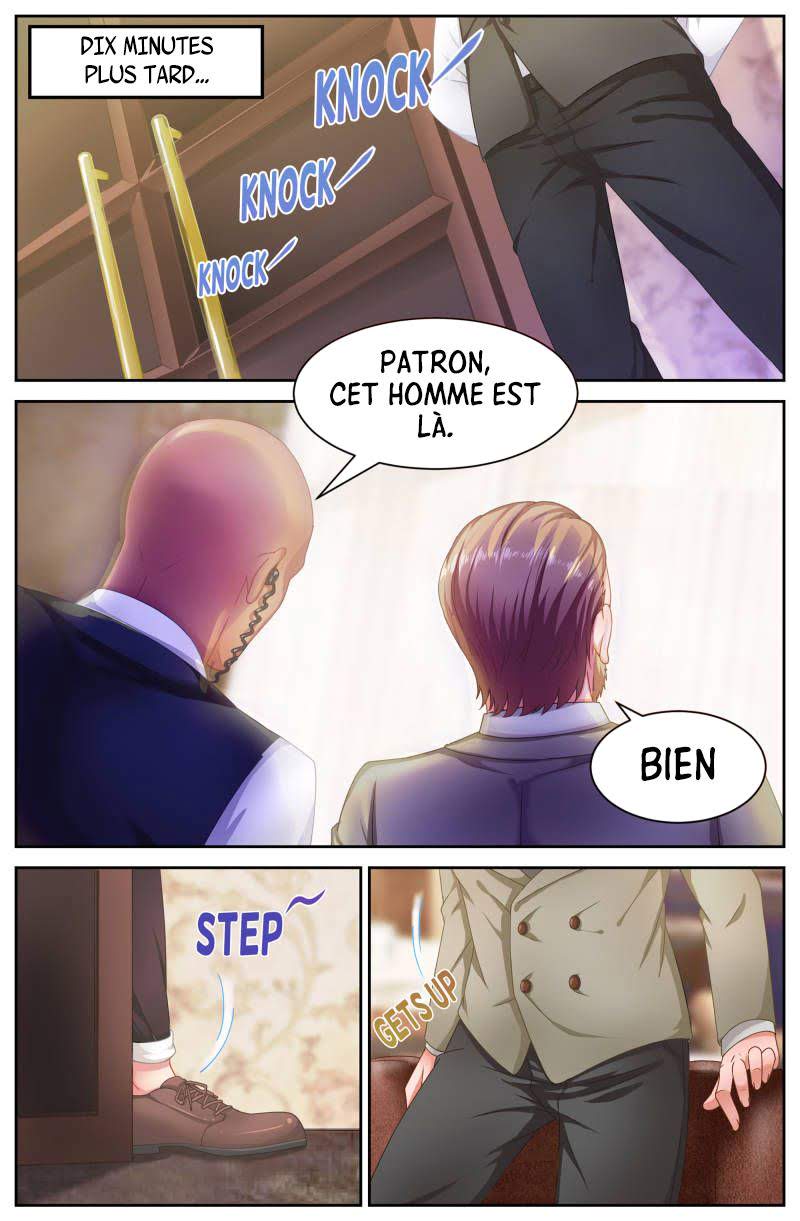 DIX MINUTES
PLUS TARD...
KNOCK
KNOCK
KNOCK
PATRON,
CET HOMME EST
LÀ.
BIEN
STEP~
GETS UP